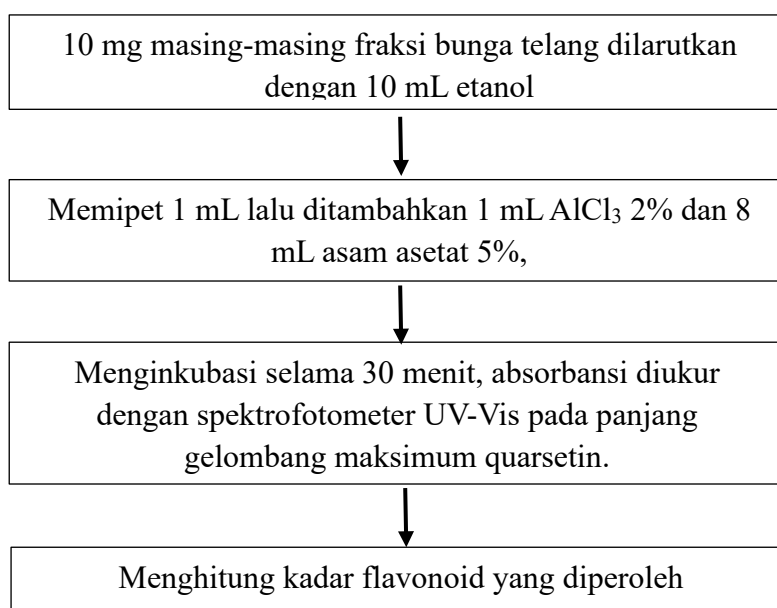 10 mg masing-masing fraksi bunga telang dilarutkan
dengan 10 mL etanol
Memipet 1 mL lalu ditambahkan 1 mL AlCl₃ 2% dan 8
mL asam asetat 5%,
Menginkubasi selama 30 menit, absorbansi diukur
dengan spektrofotometer UV-Vis pada panjang
gelombang maksimum quarsetin.
Menghitung kadar flavonoid yang diperoleh